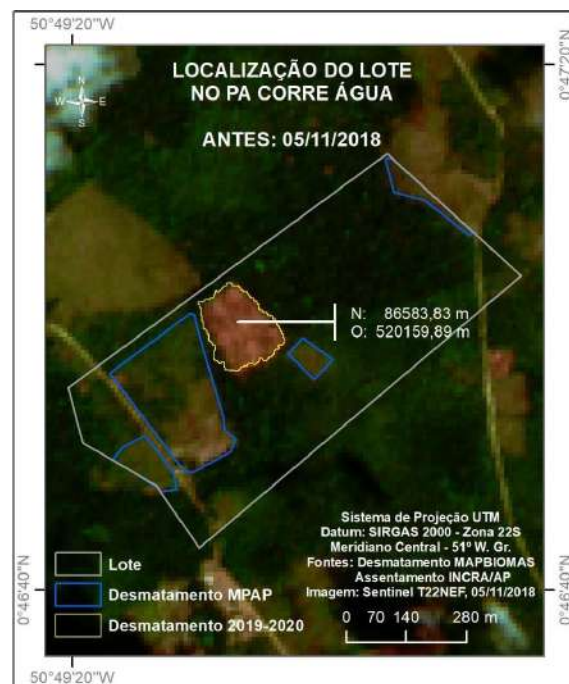 50°49'20"W
0°47'20"N
LOCALIZAÇÃO DO LOTE
NO PA CORRE ÁGUA
ANTES: 05/11/2018
N
W E
S
N: 86583,83 m
O: 520159,89 m
Sistema de Projeção UTM
Datum: SIRGAS 2000 - Zona 22S
Meridiano Central - 51º W. Gr.
Fontes: Desmatamento MAPBIOMAS
Assentamento INCRA/AP
Imagem: Sentinel T22NEF, 05/11/2018
Lote
Desmatamento MPAP
Desmatamento 2019-2020
0 70 140 280 m
0°46'40"N
0°46'40"N
50°49'20"W